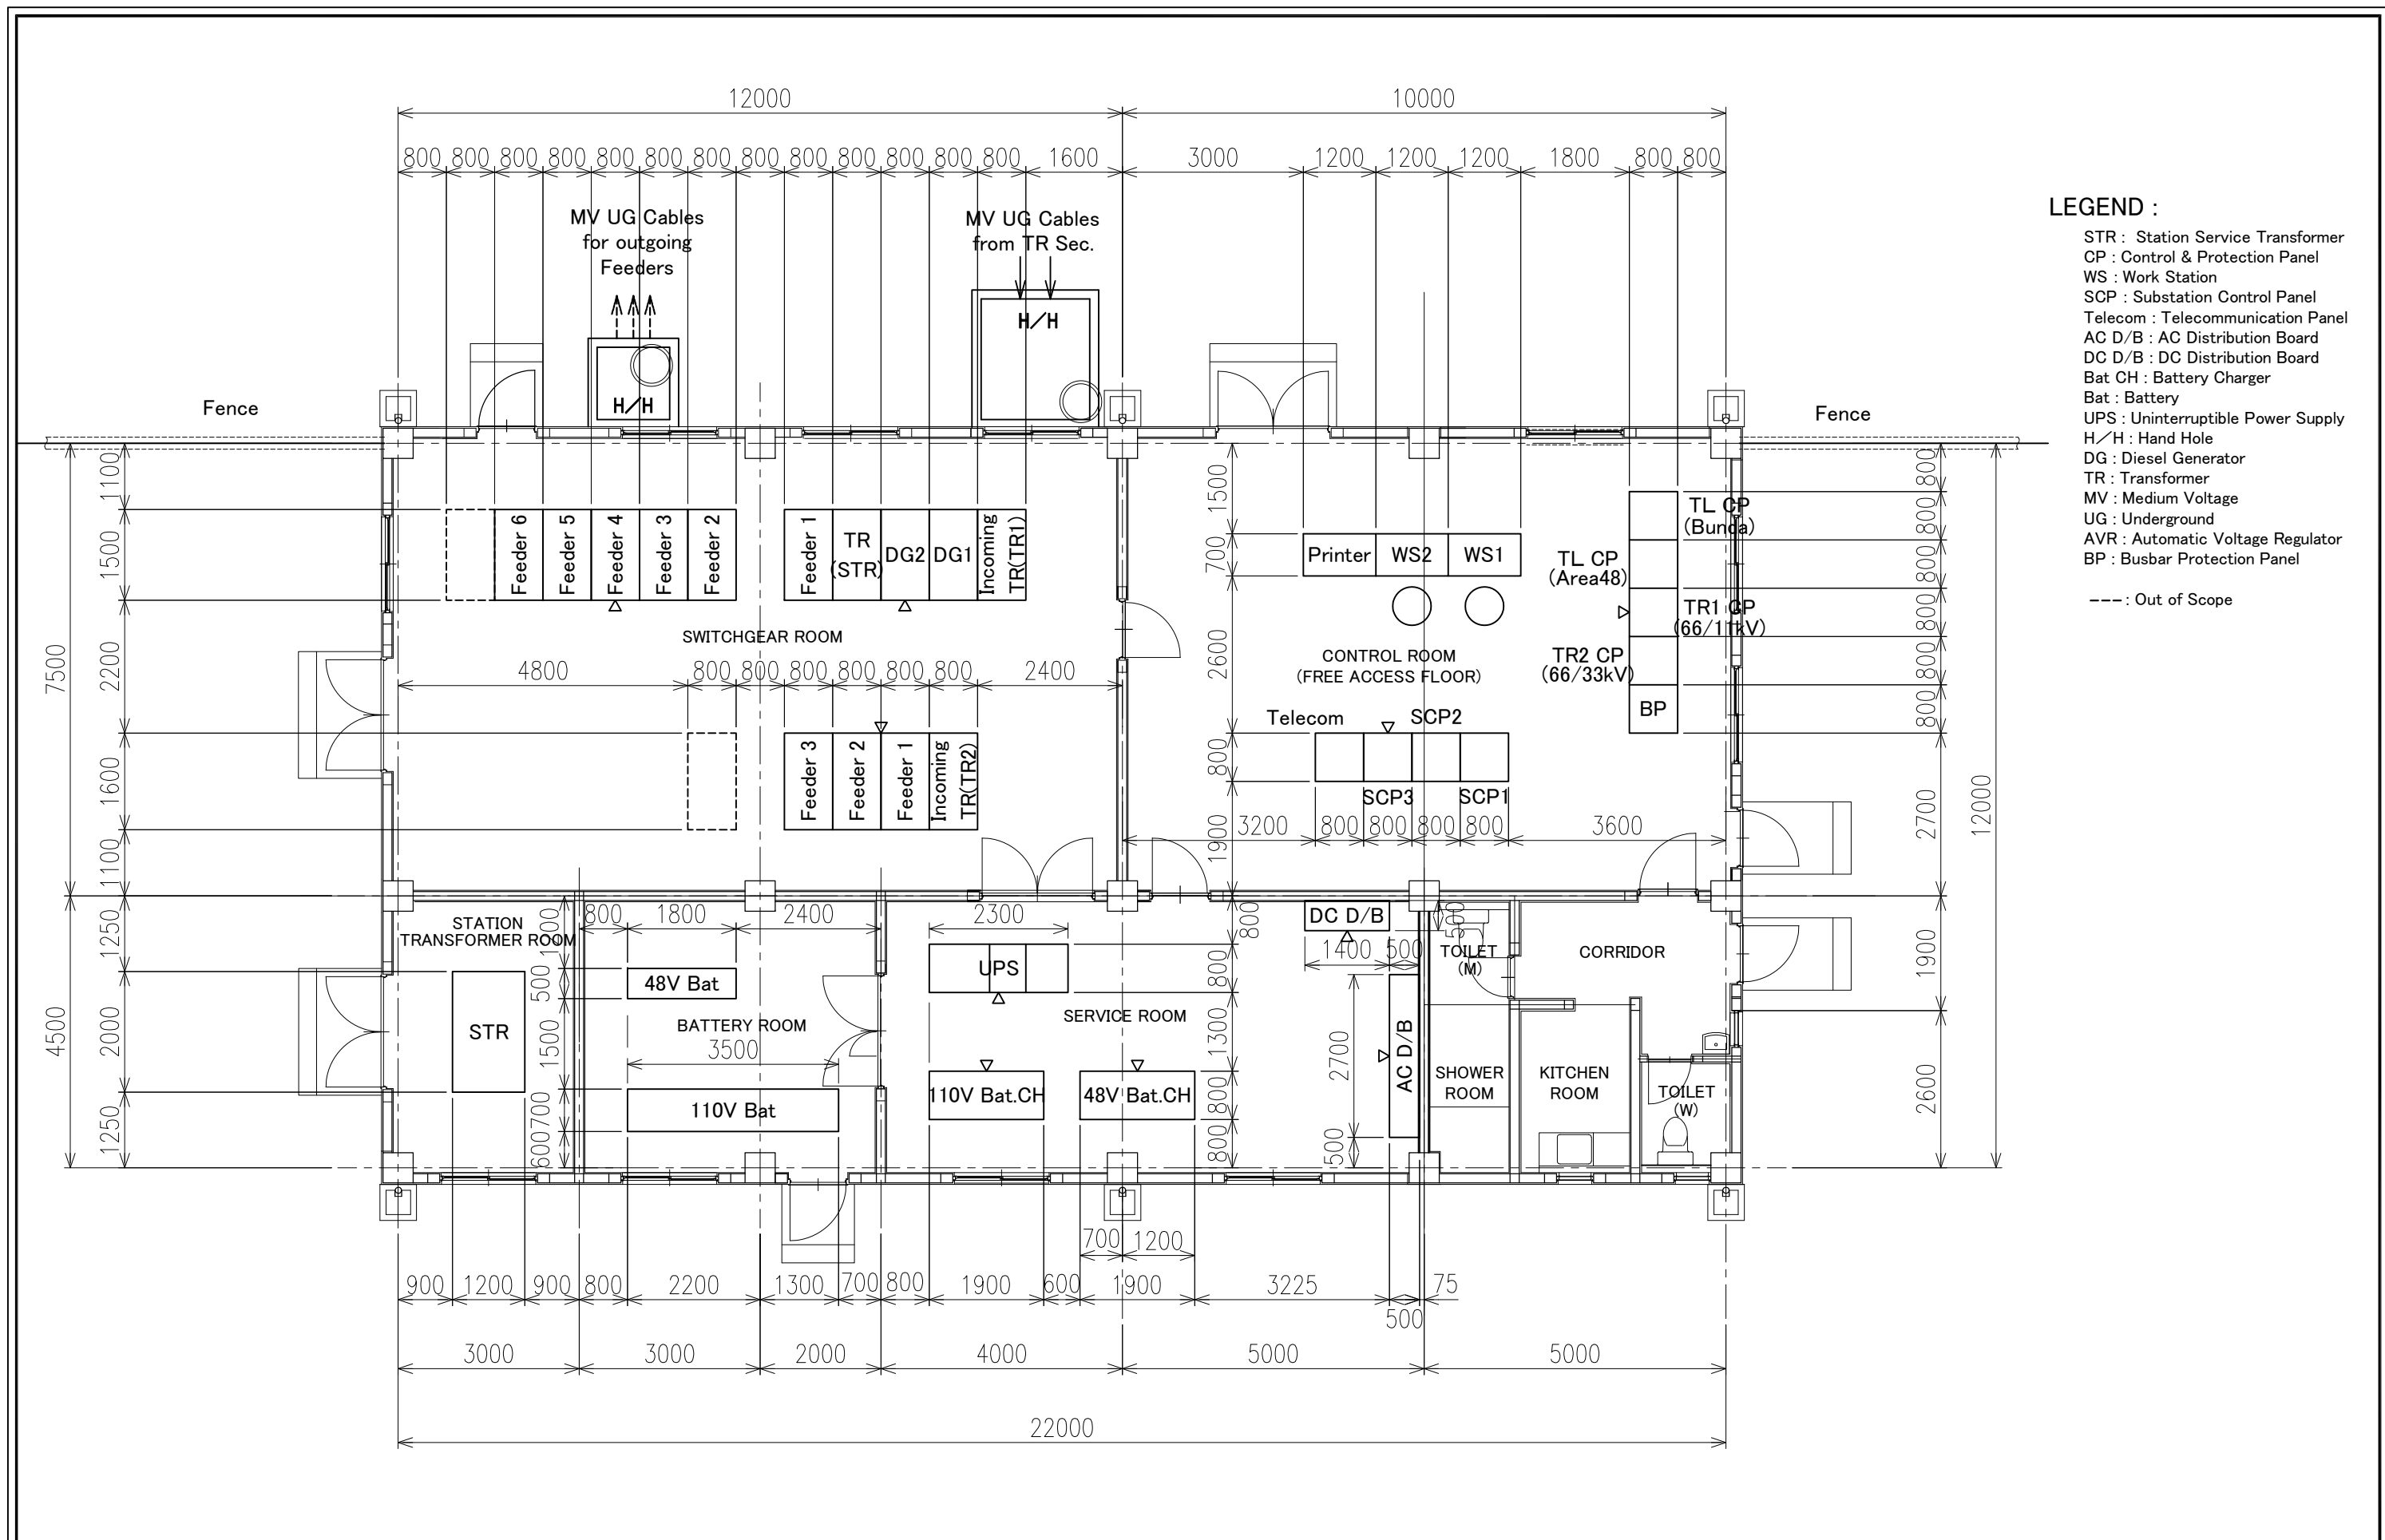 12000 10000
800 800 800 800 800 800 800 800 800 800 800 800 800 1600 3000 1200 1200 1200 1800 800 800
MV UG Cables
for outgoing
Feeders
MV UG Cables
from TR Sec.
H/H
H/H
Fence
Fence
LEGEND :
STR : Station Service Transformer
CP : Control & Protection Panel
WS : Work Station
SCP : Substation Control Panel
Telecom : Telecommunication Panel
AC D/B : AC Distribution Board
DC D/B : DC Distribution Board
Bat CH : Battery Charger
Bat : Battery
UPS : Uninterruptible Power Supply
H/H : Hand Hole
DG : Diesel Generator
TR : Transformer
MV : Medium Voltage
UG : Underground
AVR : Automatic Voltage Regulator
BP : Busbar Protection Panel
---: Out of Scope
7500
4500
1100
1500
2200
1600
1100
1250
2000
1250
Feeder 6
Feeder 5
Feeder 4
Feeder 3
Feeder 2
Feeder 1
TR
(STR)
DG2
DG1
Incoming
TR(TR1)
SWITCHGEAR ROOM
4800 800 800 800 800 800 800 2400
Feeder 3
Feeder 2
Feeder 1
Incoming
TR(TR2)
1500
700
2600
800
1900
Printer
WS2
WS1
CONTROL ROOM
(FREE ACCESS FLOOR)
TL CP
(Bunda)
TL CP
(Area48)
TR1 CP
(66/11kV)
TR2 CP
(66/33kV)
BP
Telecom
SCP2
SCP3
SCP1
3200 800 800 800 800 3600
800
800
800
800
800
800
2700
1900
2600
12000
STATION
TRANSFORMER ROOM
STR
1200
500
1500
700
600
800 1800 2400
48V Bat
BATTERY ROOM
3500
110V Bat
2300
UPS
SERVICE ROOM
110V Bat.CH
48V Bat.CH
800
800
1300
800
800
DC D/B
500
1400 500
2700
500
AC D/B
TOILET
(M)
CORRIDOR
SHOWER
ROOM
KITCHEN
ROOM
TOILET
(W)
700 1200
900 1200 900 800 2200 1300 700 800 1900 600 1900 3225 75
500
3000 3000 2000 4000 5000 5000
22000